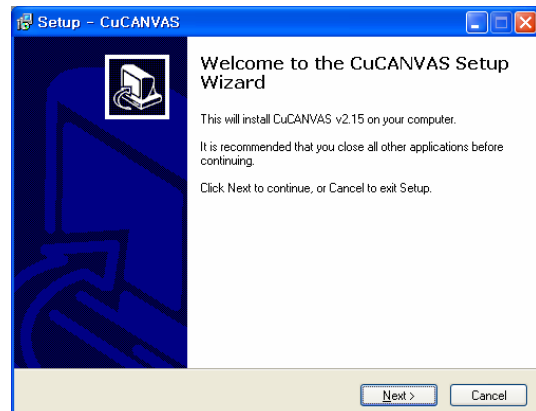 Setup - CuCANVAS
Welcome to the CuCANVAS Setup
Wizard
This will install CuCANVAS v2.15 on your computer.
It is recommended that you close all other applications before
continuing.
Click Next to continue, or Cancel to exit Setup.
Next >
Cancel